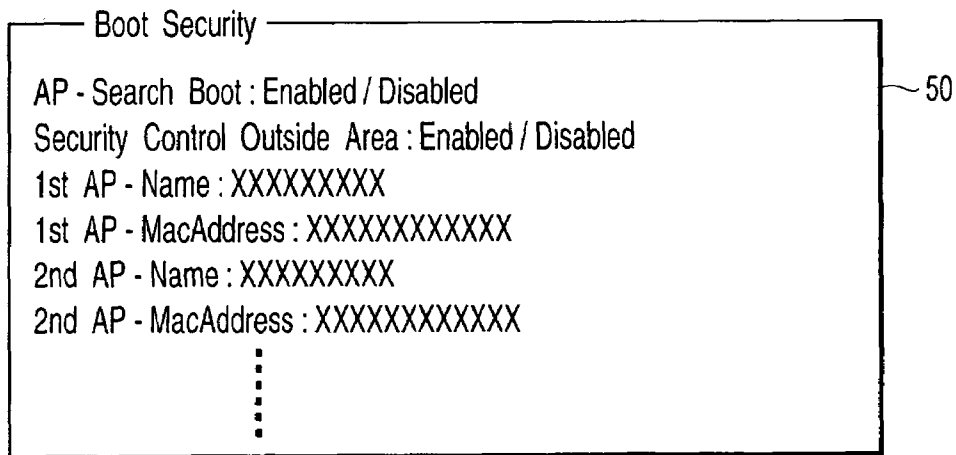 Boot Security
AP - Search Boot : Enabled / Disabled
50
Security Control Outside Area : Enabled / Disabled
1st AP - Name : XXXXXXXXX
1st AP - MacAddress : XXXXXXXXXXXX
2nd AP - Name : XXXXXXXXX
2nd AP - MacAddress : XXXXXXXXXXXX